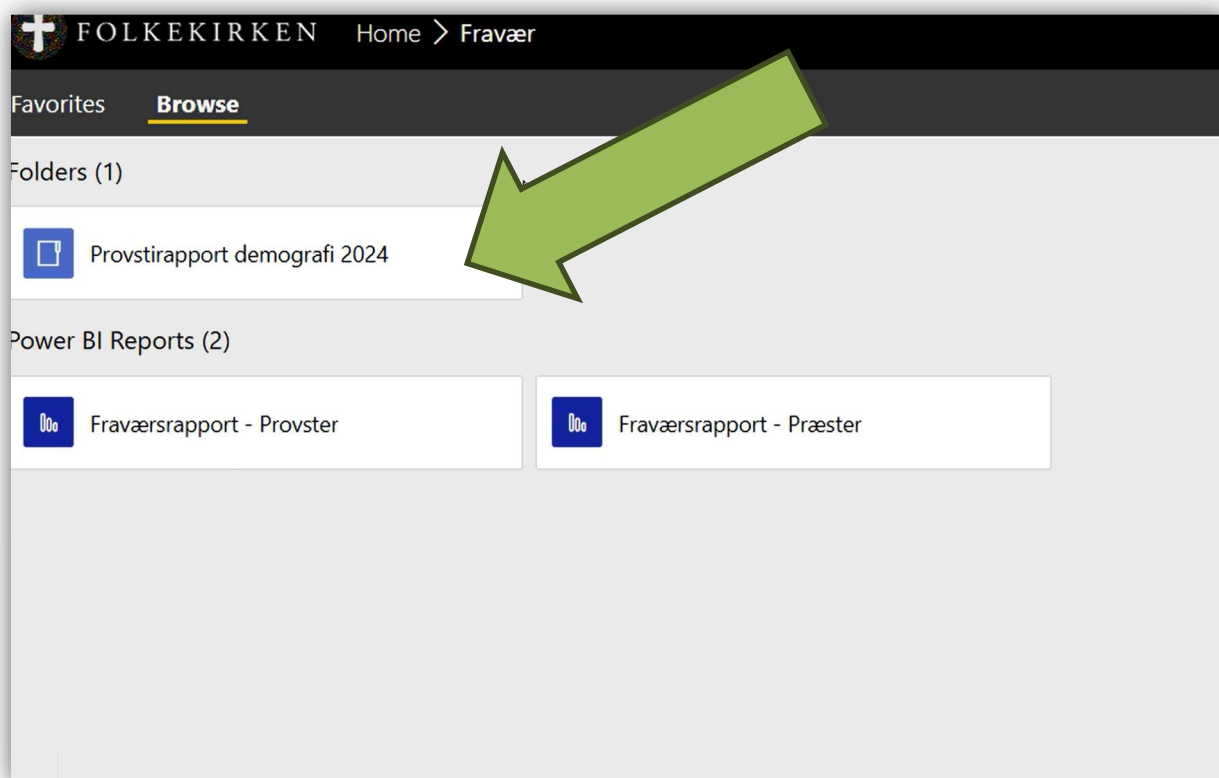 FOLKEKIRKEN Home > Fravær
Favorites Browse
Folders (1)
Provstirapport demografi 2024
Power BI Reports (2)
Fraværsrapport - Provster Fraværsrapport - Præster